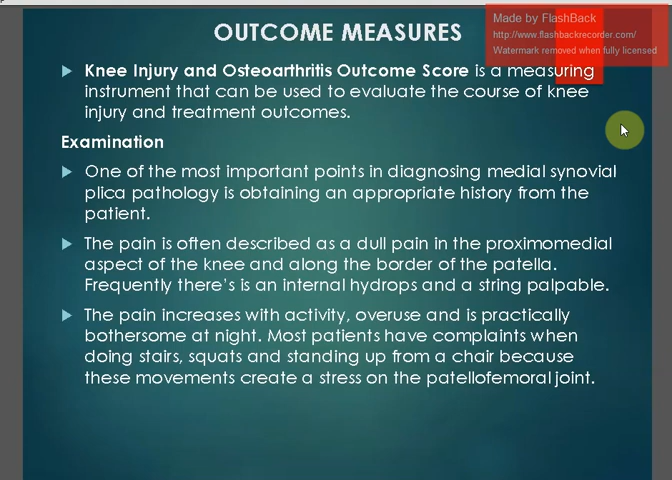 OUTCOME MEASURES
Made by FlashBack
http://www.flashbackrecorder.com/
Watermark removed when fully licensed
Knee Injury and Osteoarthritis Outcome Score is a measuring
instrument that can be used to evaluate the course of knee
injury and treatment outcomes.
Examination
One of the most important points in diagnosing medial synovial
plica pathology is obtaining an appropriate history from the
patient.
The pain is often described as a dull pain in the proximomedial
aspect of the knee and along the border of the patella.
Frequently there's is an internal hydrops and a string palpable.
The pain increases with activity, overuse and is practically
bothersome at night. Most patients have complaints when
doing stairs, squats and standing up from a chair because
these movements create a stress on the patellofemoral joint.